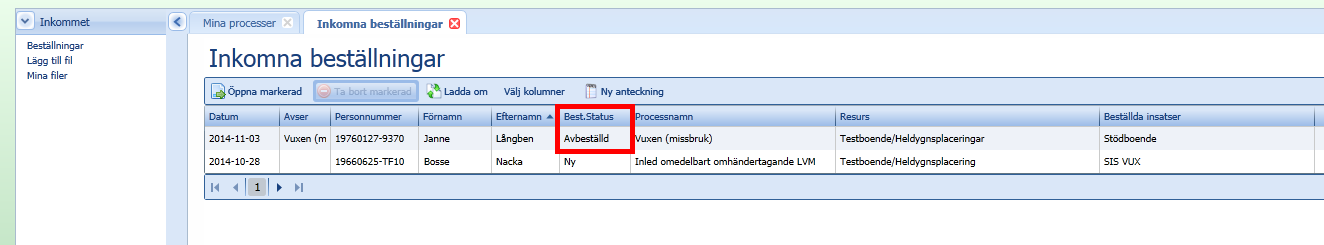 Inkommet
Beställningar
Lägg till fil
Mina filer
Mina processer Inkomna beställningar
Inkomna beställningar
Öppna markerad Ta bort markerad Ladda om Välj kolumner Ny anteckning
Datum Avser Personnummer Förnamn Efternamn Best.Status Processnamn Resurs Beställda insatser
2014-11-03 Vuxen (m 19760127-9370 Janne Långben Avbeställd Vuxen (missbruk) Testboende/Heldygnsplaceringar Stödboende
2014-10-28 19660625-TF10 Bosse Nacka Ny Inled omedelbart omhändertagande LVM Testboende/Heldygnsplacering SIS VUX
1